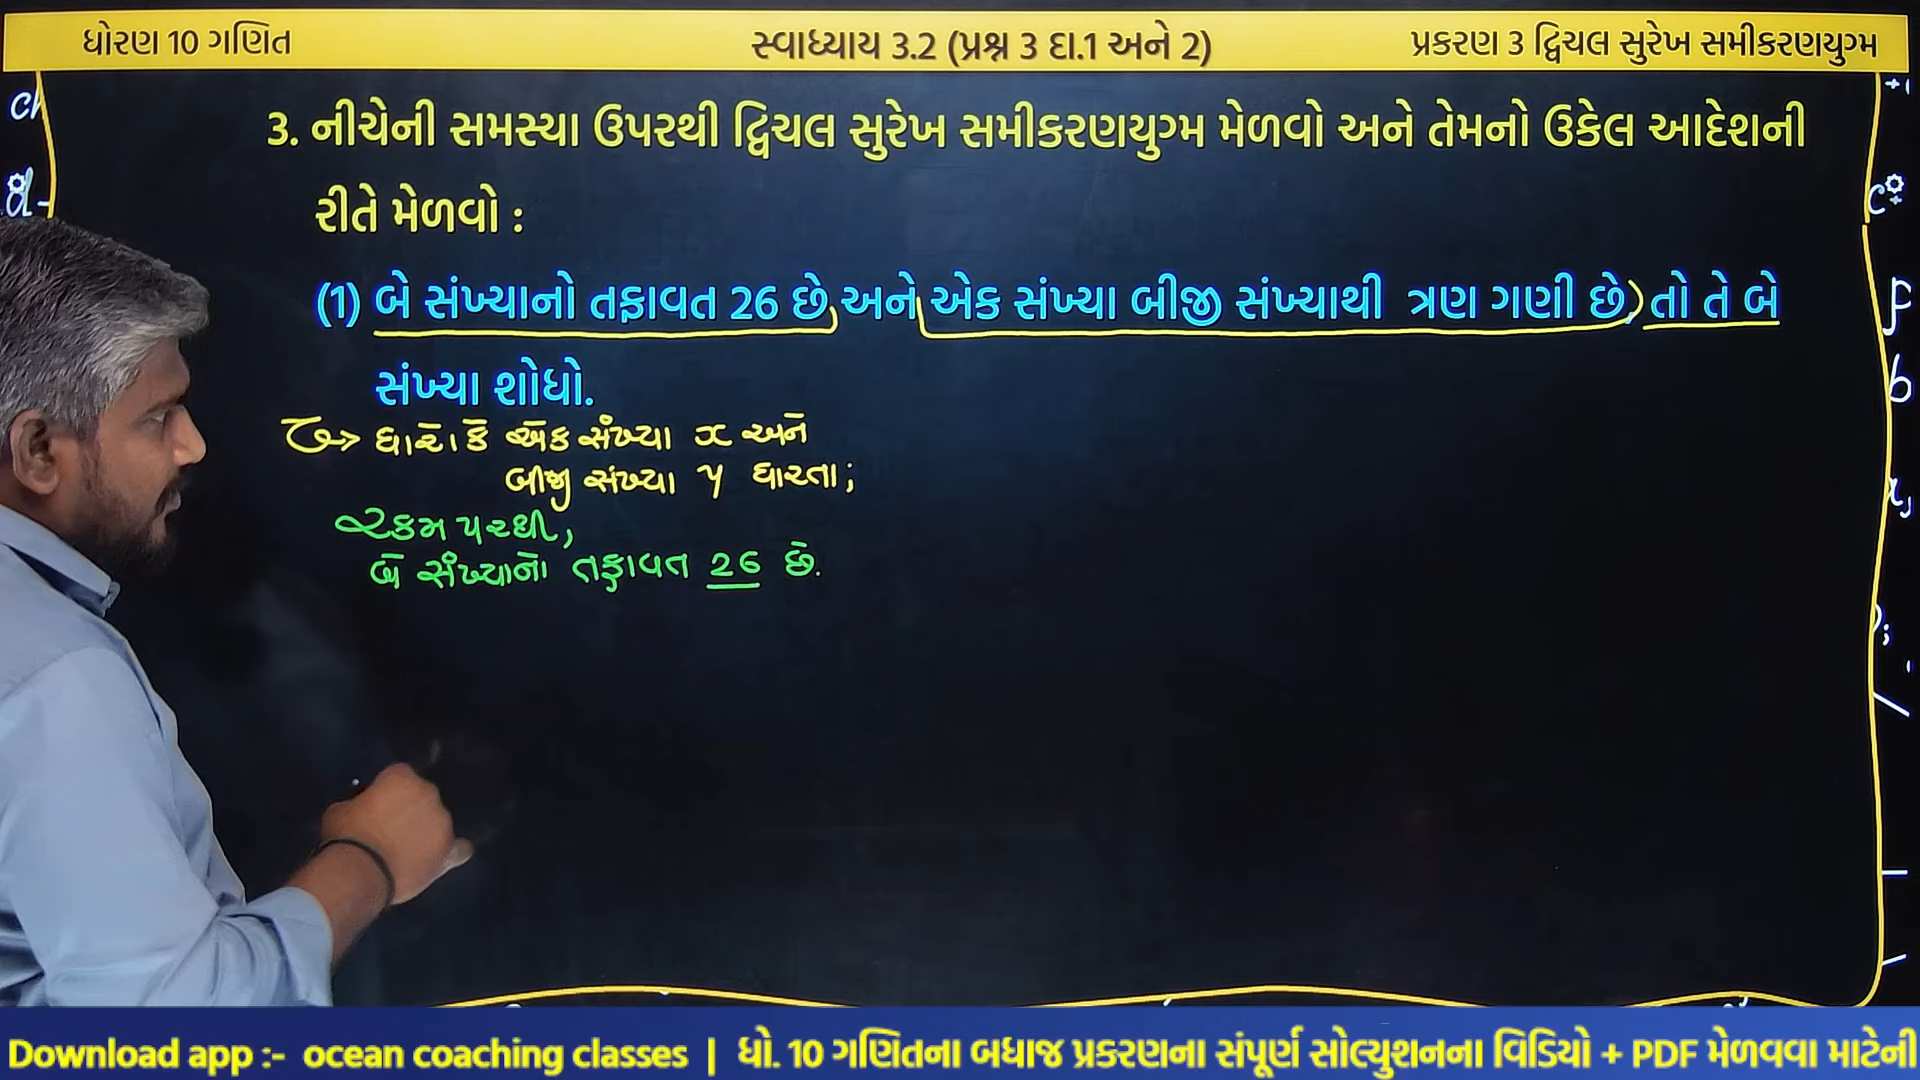 ધોરણ 10 ગણિત
સ્વાધ્યાય 3.2 (પ્રશ્ન 3 દા.1 અને 2)
પ્રકરણ 3 દ્વિચલ સુરેખ સમીકરણયુગ્મ
3. નીચેની સમસ્યા ઉપરથી દ્વિચલ સુરેખ સમીકરણયુગ્મ મેળવો અને તેમનો ઉકેલ આદેશની
રીતે મેળવો :
(1) બે સંખ્યાનો તફાવત 26 છે અને એક સંખ્યા બીજી સંખ્યાથી ત્રણ ગણી છે, તો તે બે
સંખ્યા શોધો.
ધારો કે એક સંખ્યા x અને
બીજી સંખ્યા y ધારતા;
રકમ પરથી,
બે સંખ્યાનો તફાવત 26 છે.
Download app :- ocean coaching classes | ધો. 10 ગણિતના બધાજ પ્રકરણના સંપૂર્ણ સોલ્યુશનના વિડિયો + PDF મેળવવા માટેની